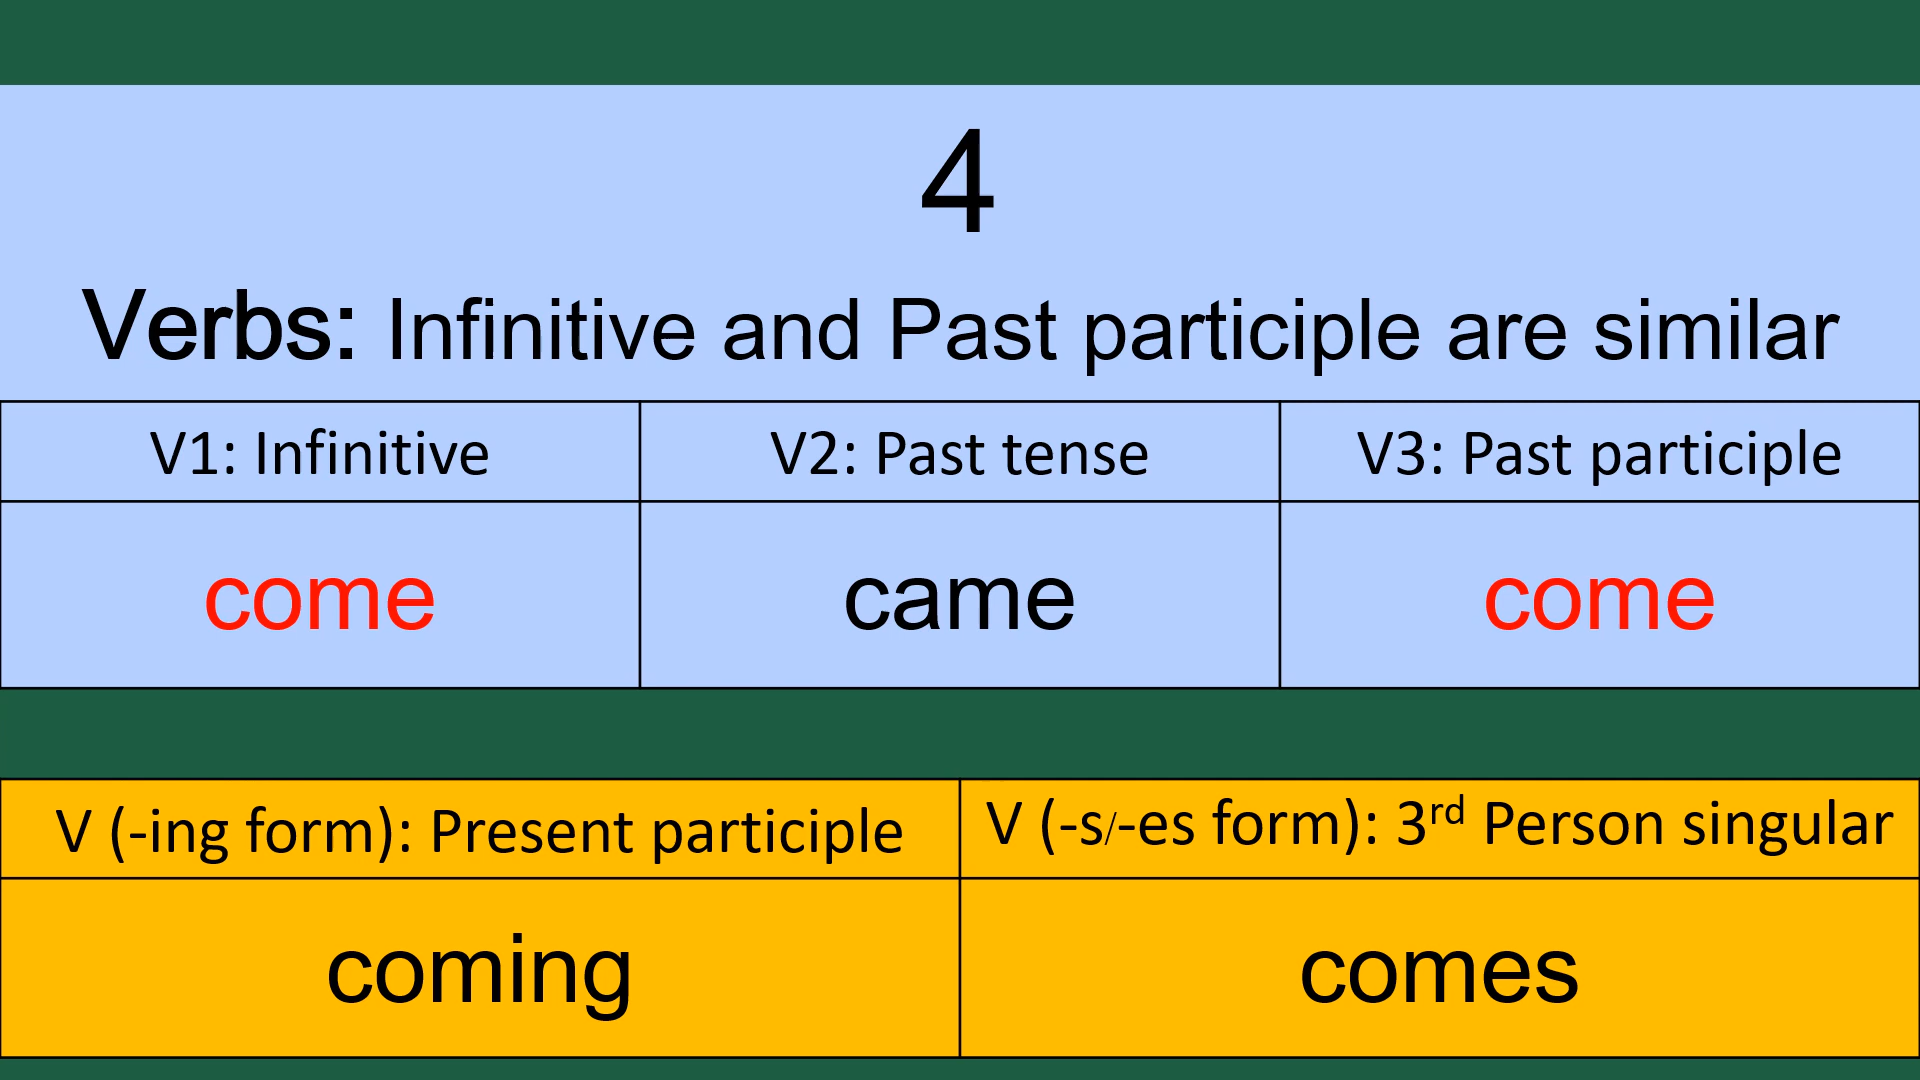 4
Verbs: Infinitive and Past participle are similar
V1: Infinitive
V2: Past tense
V3: Past participle
come
came
come
V (-ing form): Present participle
V (-s/-es form): 3rd Person singular
coming
comes